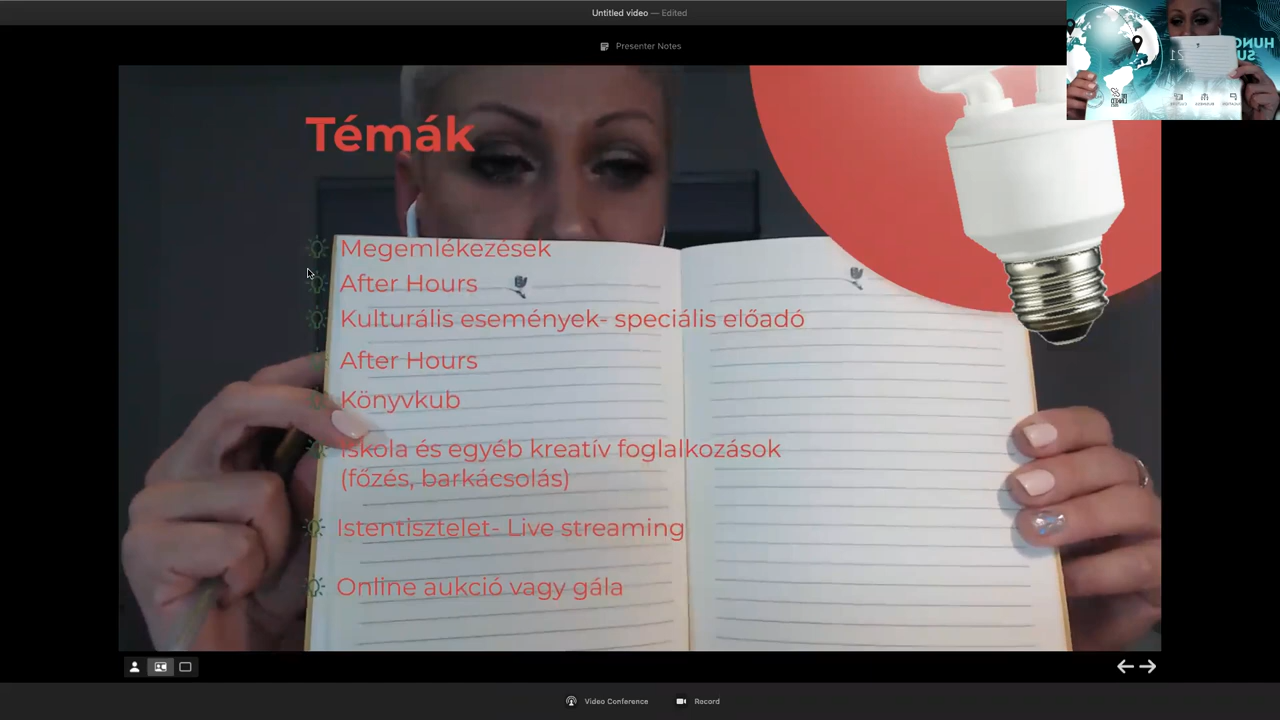 Untitled video — Edited
Presenter Notes
Témák
Megemlékezések
After Hours
Kulturális események- speciális előadó
After Hours
Könyvkub
Iskola és egyéb kreatív foglalkozások
(főzés, barkácsolás)
Istentisztelet- Live streaming
Online aukció vagy gála
Video Conference
Record